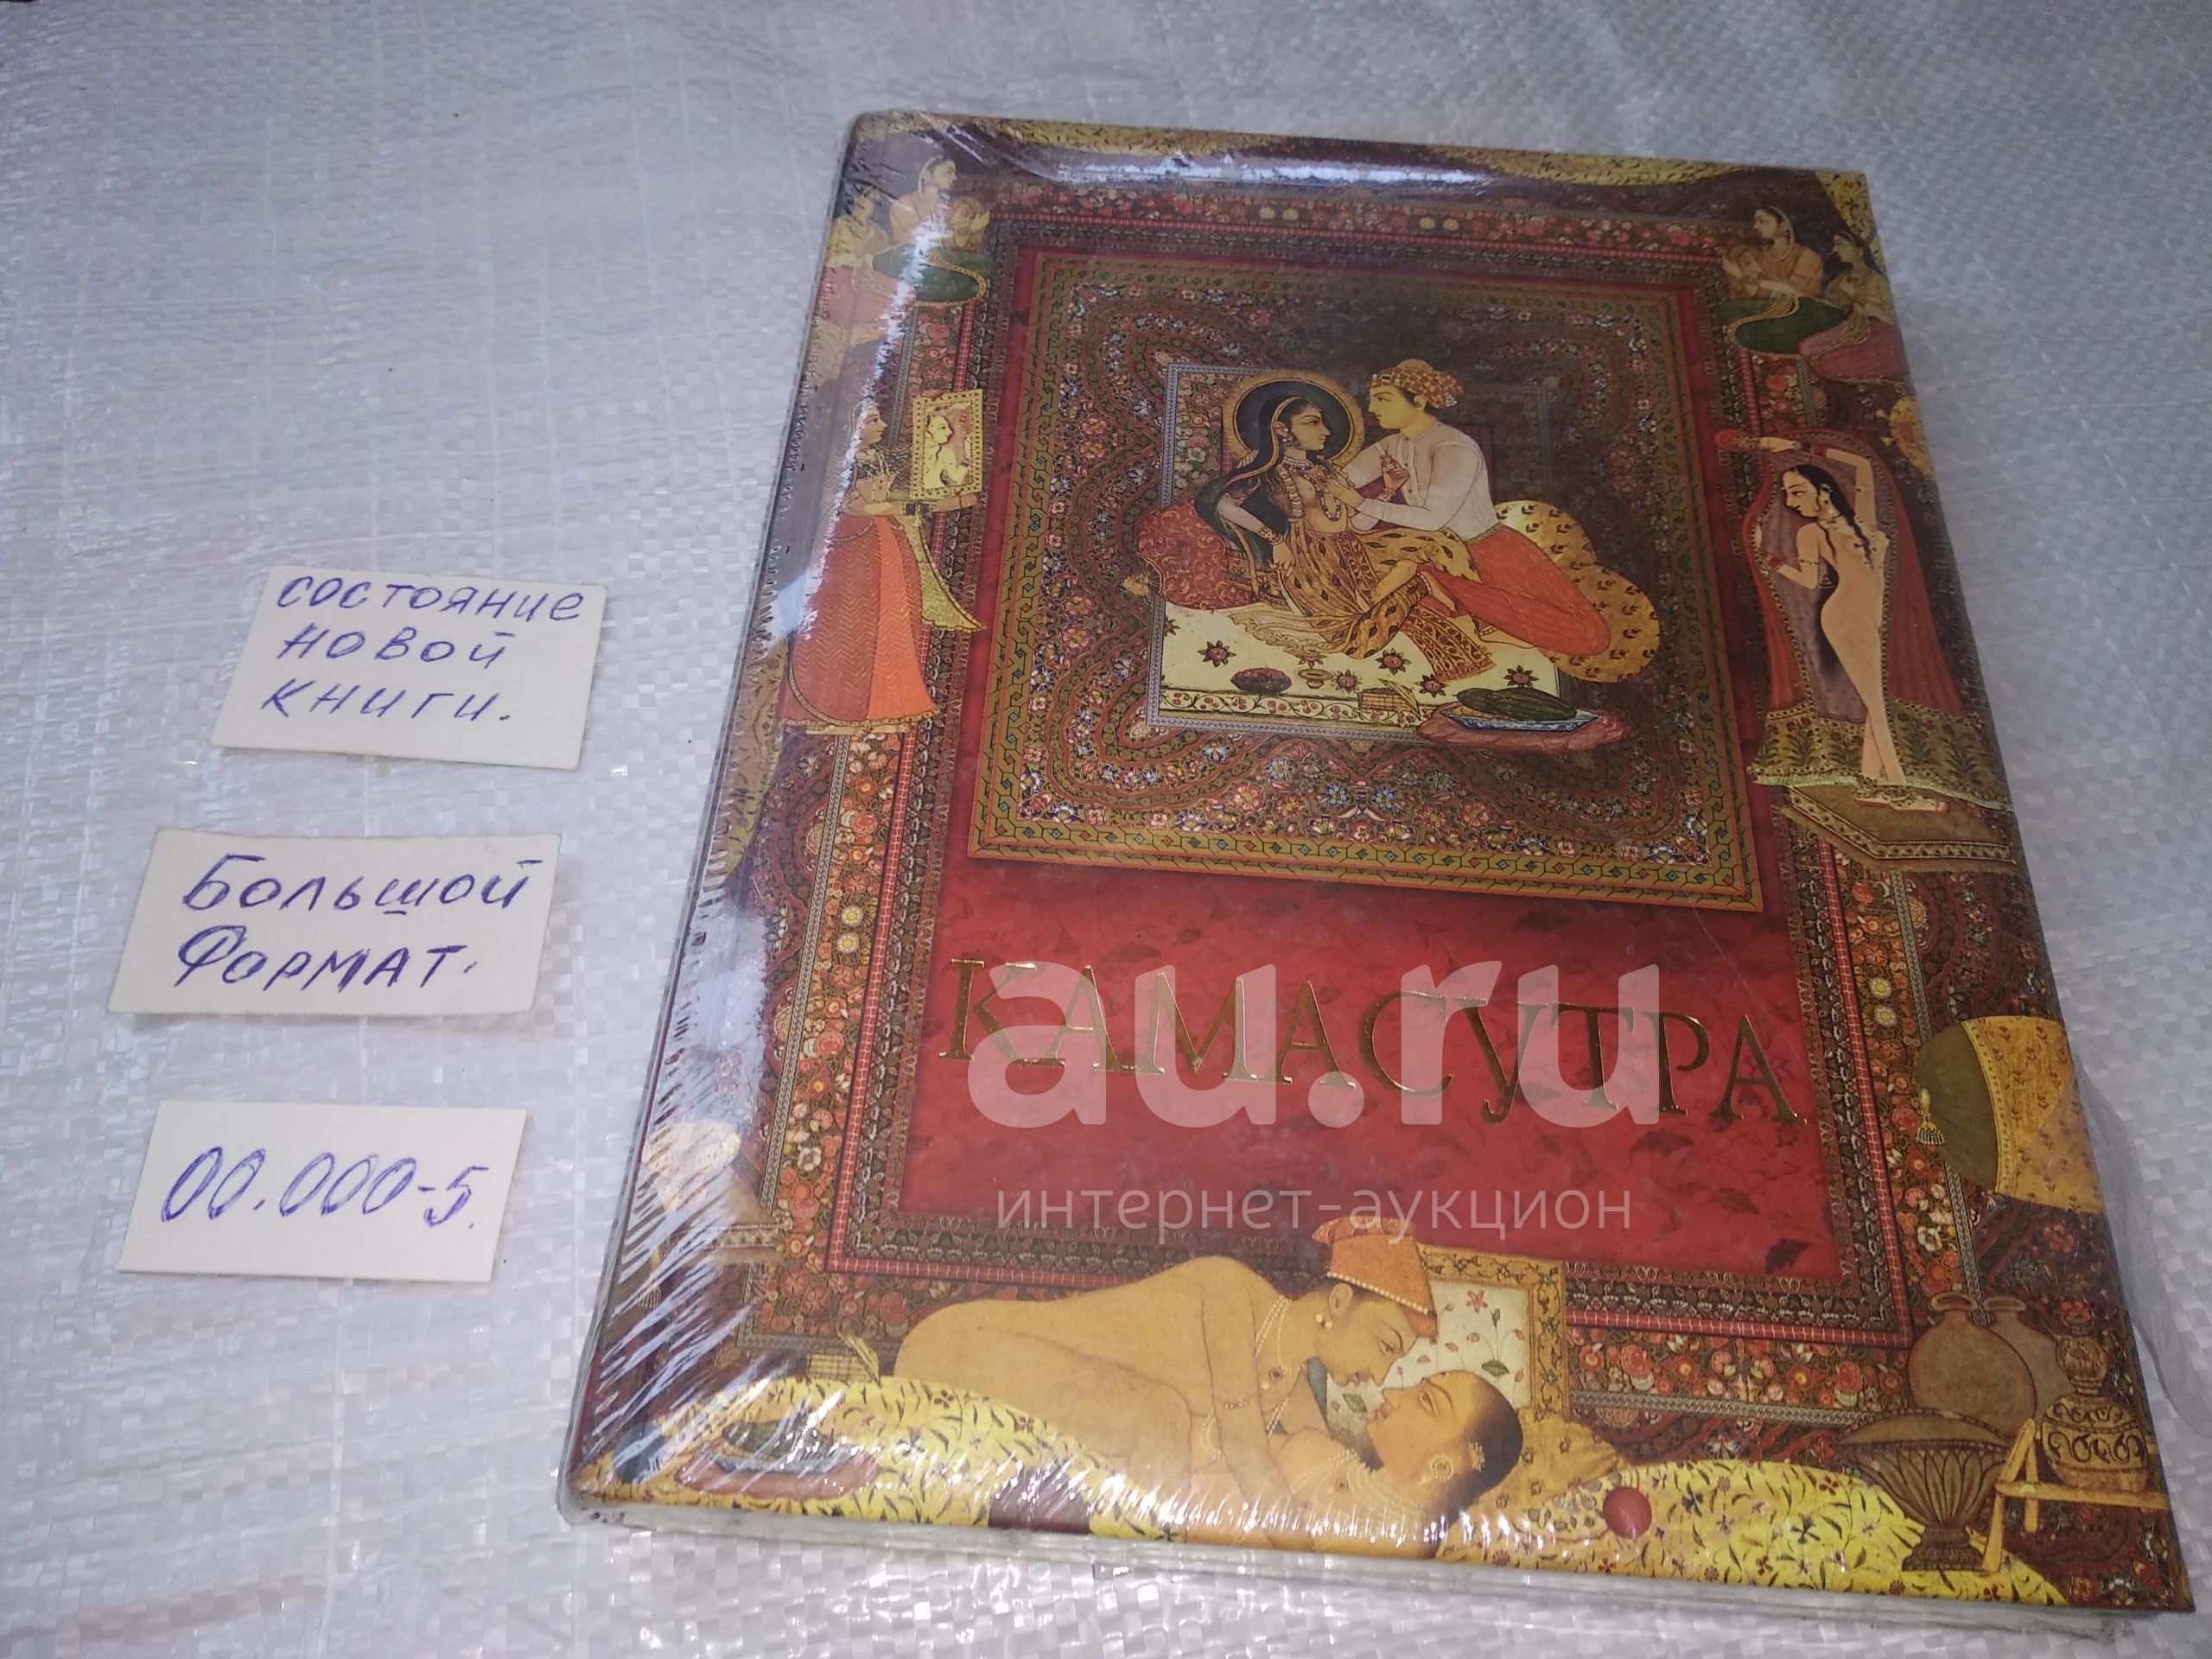 состояние
новой
книги.
Большой
Формат.
00.000-5.
КАМАСУТРА
au.ru
интернет-аукцион